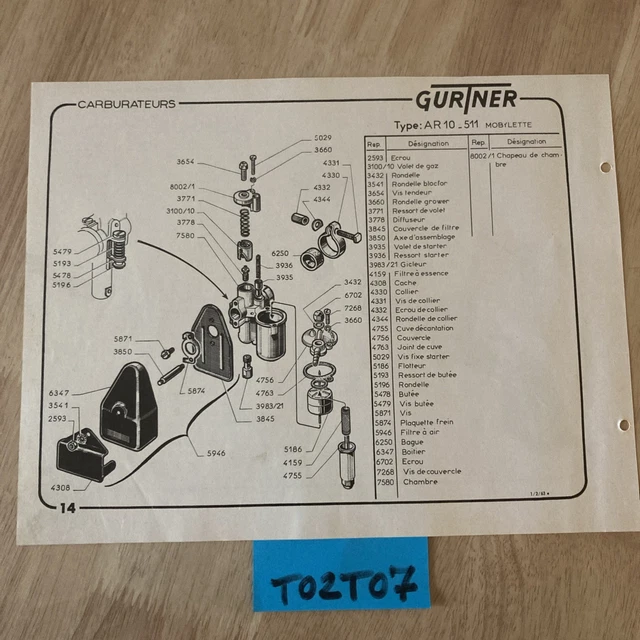 CARBURATEURS
GURTNER
Type: AR 10_511 MOBYLETTE
Rep. Désignation Rep. Désignation
2593 Ecrou
3100/10 Volet de gaz
3432 Rondelle
3541 Rondelle blocfor
3654 Vis tendeur
3660 Rondelle grower
3771 Ressort de volet
3778 Diffuseur
3845 Couvercle de filtre
3850 Axe d'assemblage
3935 Volet de starter
3936 Ressort starter
3983/21 Gicleur
4159 Filtre à essence
4308 Cache
4330 Collier
4331 Vis de collier
4332 Ecrou de collier
4344 Rondelle de collier
4755 Cuve décantation
4756 Couvercle
4763 Joint de cuve
5029 Vis fixe starter
5186 Flotteur
5193 Ressort de butée
5196 Rondelle
5478 Butée
5479 Vis butée
5871 Vis
5874 Plaquette frein
5946 Filtre à air
6250 Bague
6347 Boitier
6702 Ecrou
7268 Vis de couvercle
7580 Chambre
8002/1 Chapeau de cham-
bre
5029
3660
3654
4331
4330
8002/1
4332
3771
4344
3100/10
3778
7580
6250
3936
3935
5479
5193
5478
5196
3432
6702
7268
3660
5871
3850
4756
4763
5874
6347
3983/21
3541
3845
2593
5946
5186
4159
4755
4308
14
1/3/63
T02T07